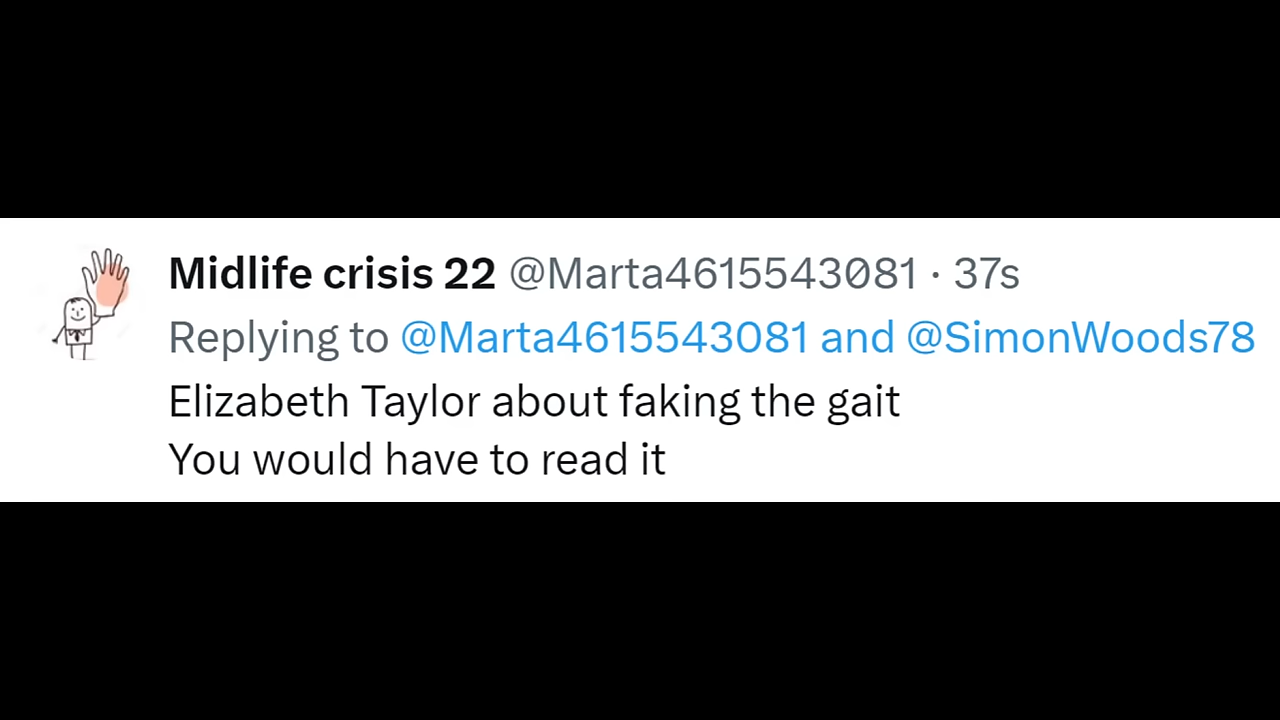 Midlife crisis 22 @Marta4615543081 · 37s
Replying to @Marta4615543081 and @SimonWoods78
Elizabeth Taylor about faking the gait
You would have to read it